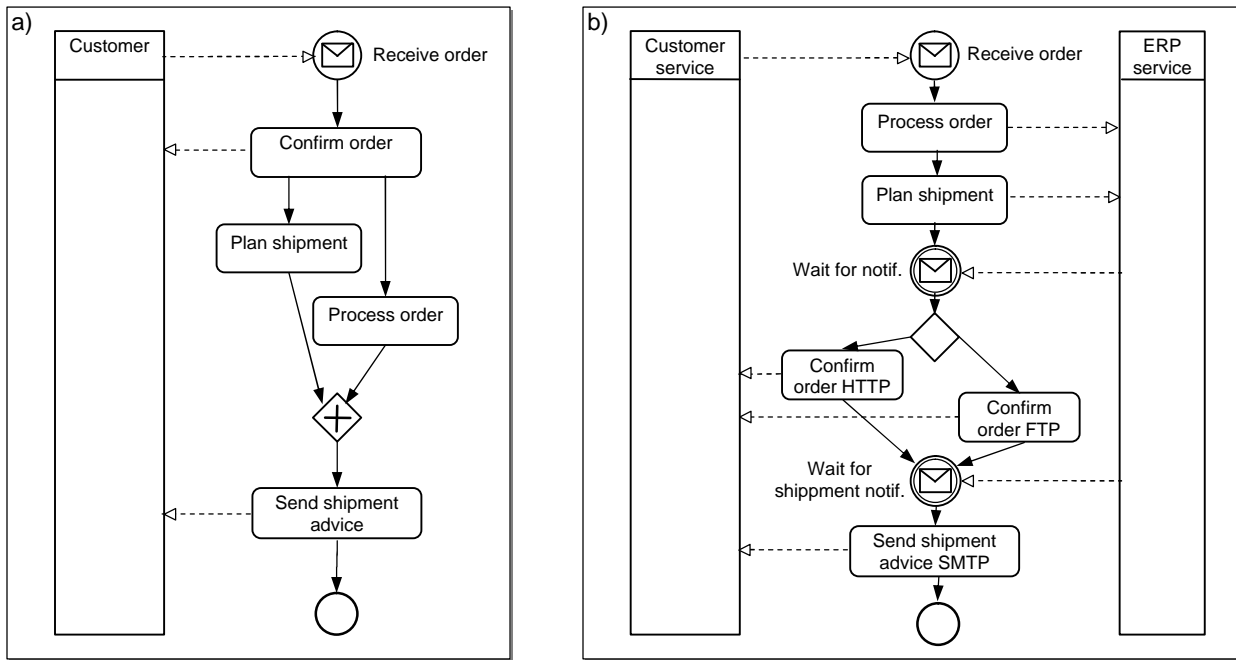 a)
Customer
Receive order
Confirm order
Plan shipment
Process order
Send shipment
advice
b)
Customer
service
Receive order
ERP
service
Process order
Plan shipment
Wait for notif.
Confirm
order HTTP
Confirm
order FTP
Wait for
shippment notif.
Send shipment
advice SMTP